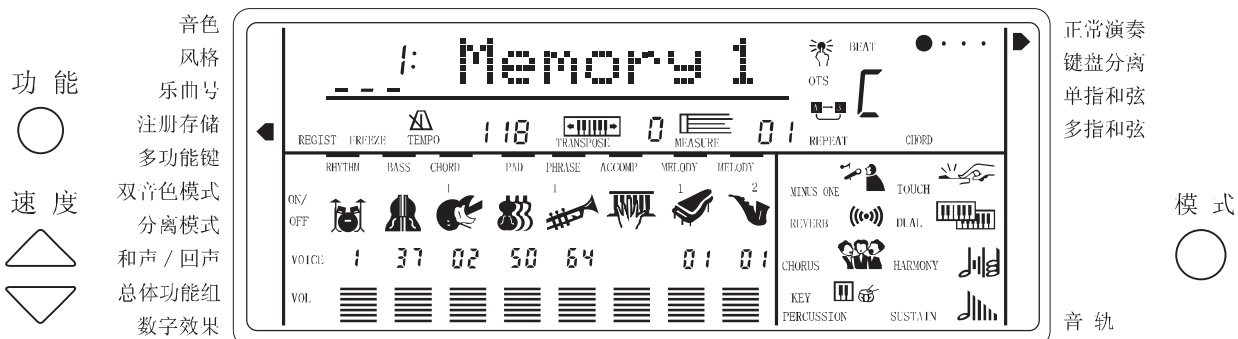 功 能
速 度
音色
风格
乐曲号
注册存储
多功能键
双音色模式
分离模式
和声 / 回声
总体功能组
数字效果
1: Memory 1
BEAT
OTS
A-B
C
REGIST FREEZE TEMPO 118 TRANSPOSE 0 MEASURE 01 REPEAT CHORD
RHYTHM BASS CHORD PAD PHRASE ACCOMP MELODY MELODY
1 1 1 2
ON/
OFF
VOICE 1 37 02 50 64 01 01
VOL
MINUS ONE TOUCH
REVERB DUAL
CHORUS HARMONY
KEY
PERCUSSION SUSTAIN
正常演奏
键盘分离
单指和弦
多指和弦
模 式
音 轨